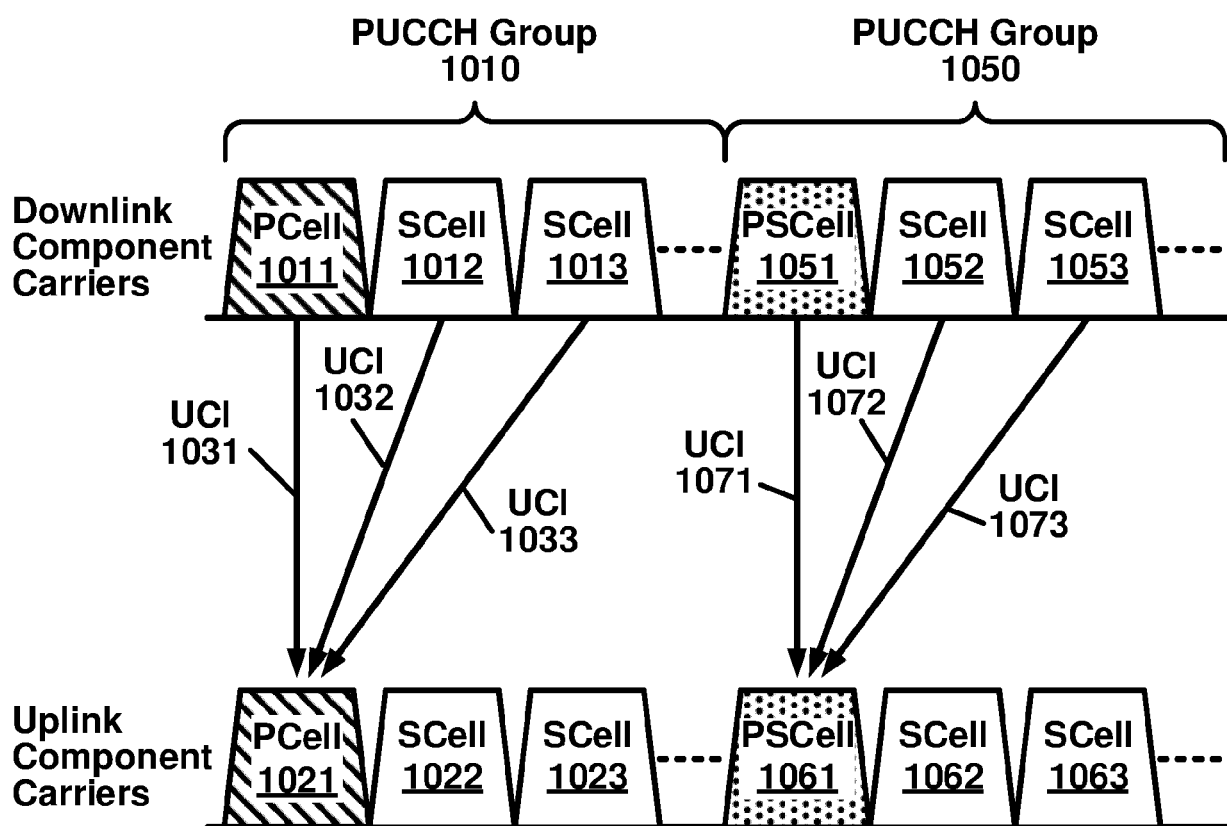 PUCCH Group
1010
PUCCH Group
1050
Downlink
Component
Carriers
PCell
1011
SCell
1012
SCell
1013
PSCell
1051
SCell
1052
SCell
1053
UCI
1031
UCI
1032
UCI
1033
UCI
1071
UCI
1072
UCI
1073
Uplink
Component
Carriers
PCell
1021
SCell
1022
SCell
1023
PSCell
1061
SCell
1062
SCell
1063